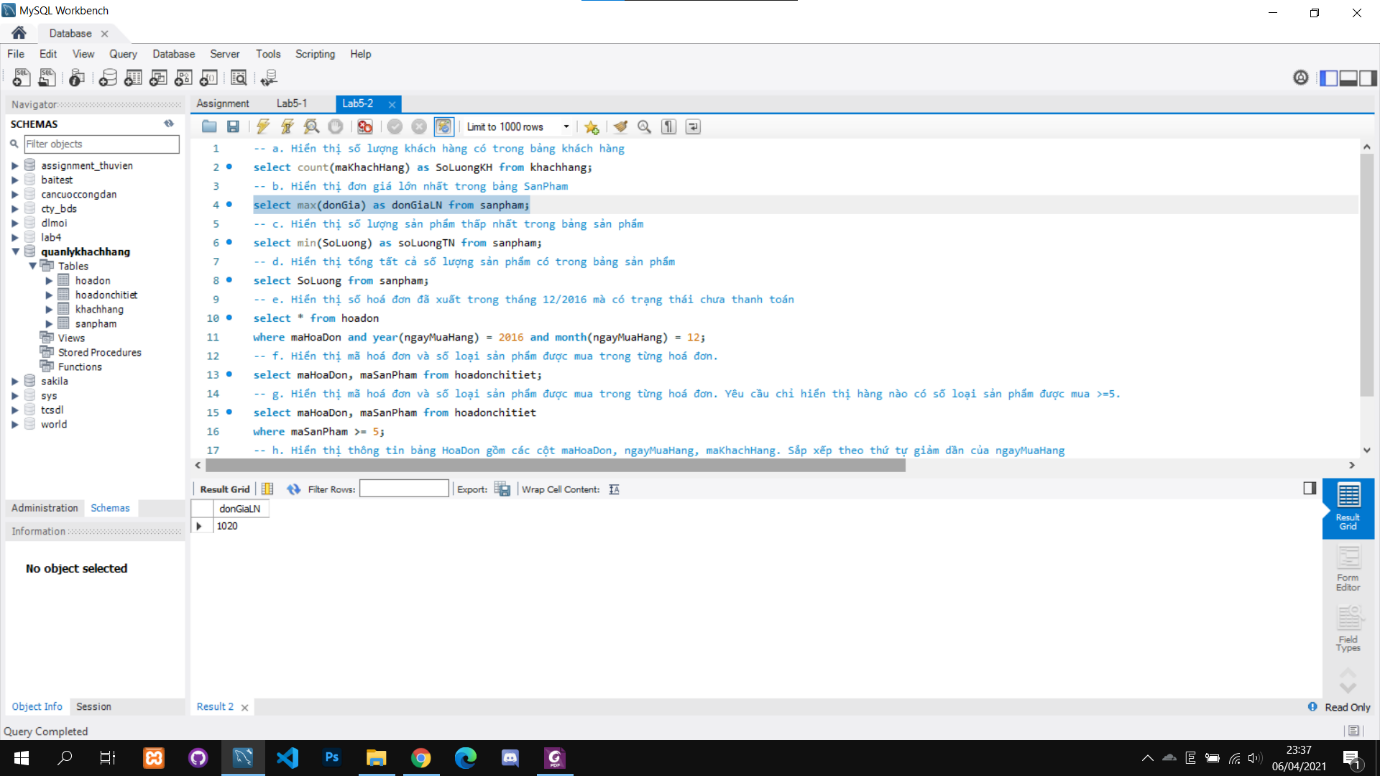 MySQL Workbench
Database
File Edit View Query Database Server Tools Scripting Help
Navigator
SCHEMAS
Filter objects
assignment_thuvien
baitest
cancuoccongdan
cty_bds
dlmoi
lab4
quanlykhachhang
Tables
hoadon
hoadonchitiet
khachhang
sanpham
Views
Stored Procedures
Functions
sakila
sys
tcsdl
world
Administration Schemas
Information
No object selected
Object Info Session
Assignment Lab5-1 Lab5-2
Limit to 1000 rows
1 -- a. Hiển thị số lượng khách hàng có trong bảng khách hàng
2 select count(maKhachHang) as SoLuongKH from khachhang;
3 -- b. Hiển thị đơn giá lớn nhất trong bảng SanPham
4 select max(donGia) as donGiaLN from sanpham;
5 -- c. Hiển thị số lượng sản phẩm thấp nhất trong bảng sản phẩm
6 select min(SoLuong) as soLuongTN from sanpham;
7 -- d. Hiển thị tổng tất cả số lượng sản phẩm có trong bảng sản phẩm
8 select SoLuong from sanpham;
9 -- e. Hiển thị số hoá đơn đã xuất trong tháng 12/2016 mà có trạng thái chưa thanh toán
10 select * from hoadon
11 where maHoaDon and year(ngayMuaHang) = 2016 and month(ngayMuaHang) = 12;
12 -- f. Hiển thị mã hoá đơn và số loại sản phẩm được mua trong từng hoá đơn.
13 select maHoaDon, maSanPham from hoadonchitiet;
14 -- g. Hiển thị mã hoá đơn và số loại sản phẩm được mua trong từng hoá đơn. Yêu cầu chỉ hiển thị hàng nào có số loại sản phẩm được mua >=5.
15 select maHoaDon, maSanPham from hoadonchitiet
16 where maSanPham >= 5;
17 -- h. Hiển thị thông tin bảng HoaDon gồm các cột maHoaDon, ngayMuaHang, maKhachHang. Sắp xếp theo thứ tự giảm dần của ngayMuaHang
Result Grid Filter Rows: Export: Wrap Cell Content:
donGiaLN
1020
Result Grid
Form Editor
Field Types
Result 2
Read Only
Query Completed
23:37
06/04/2021